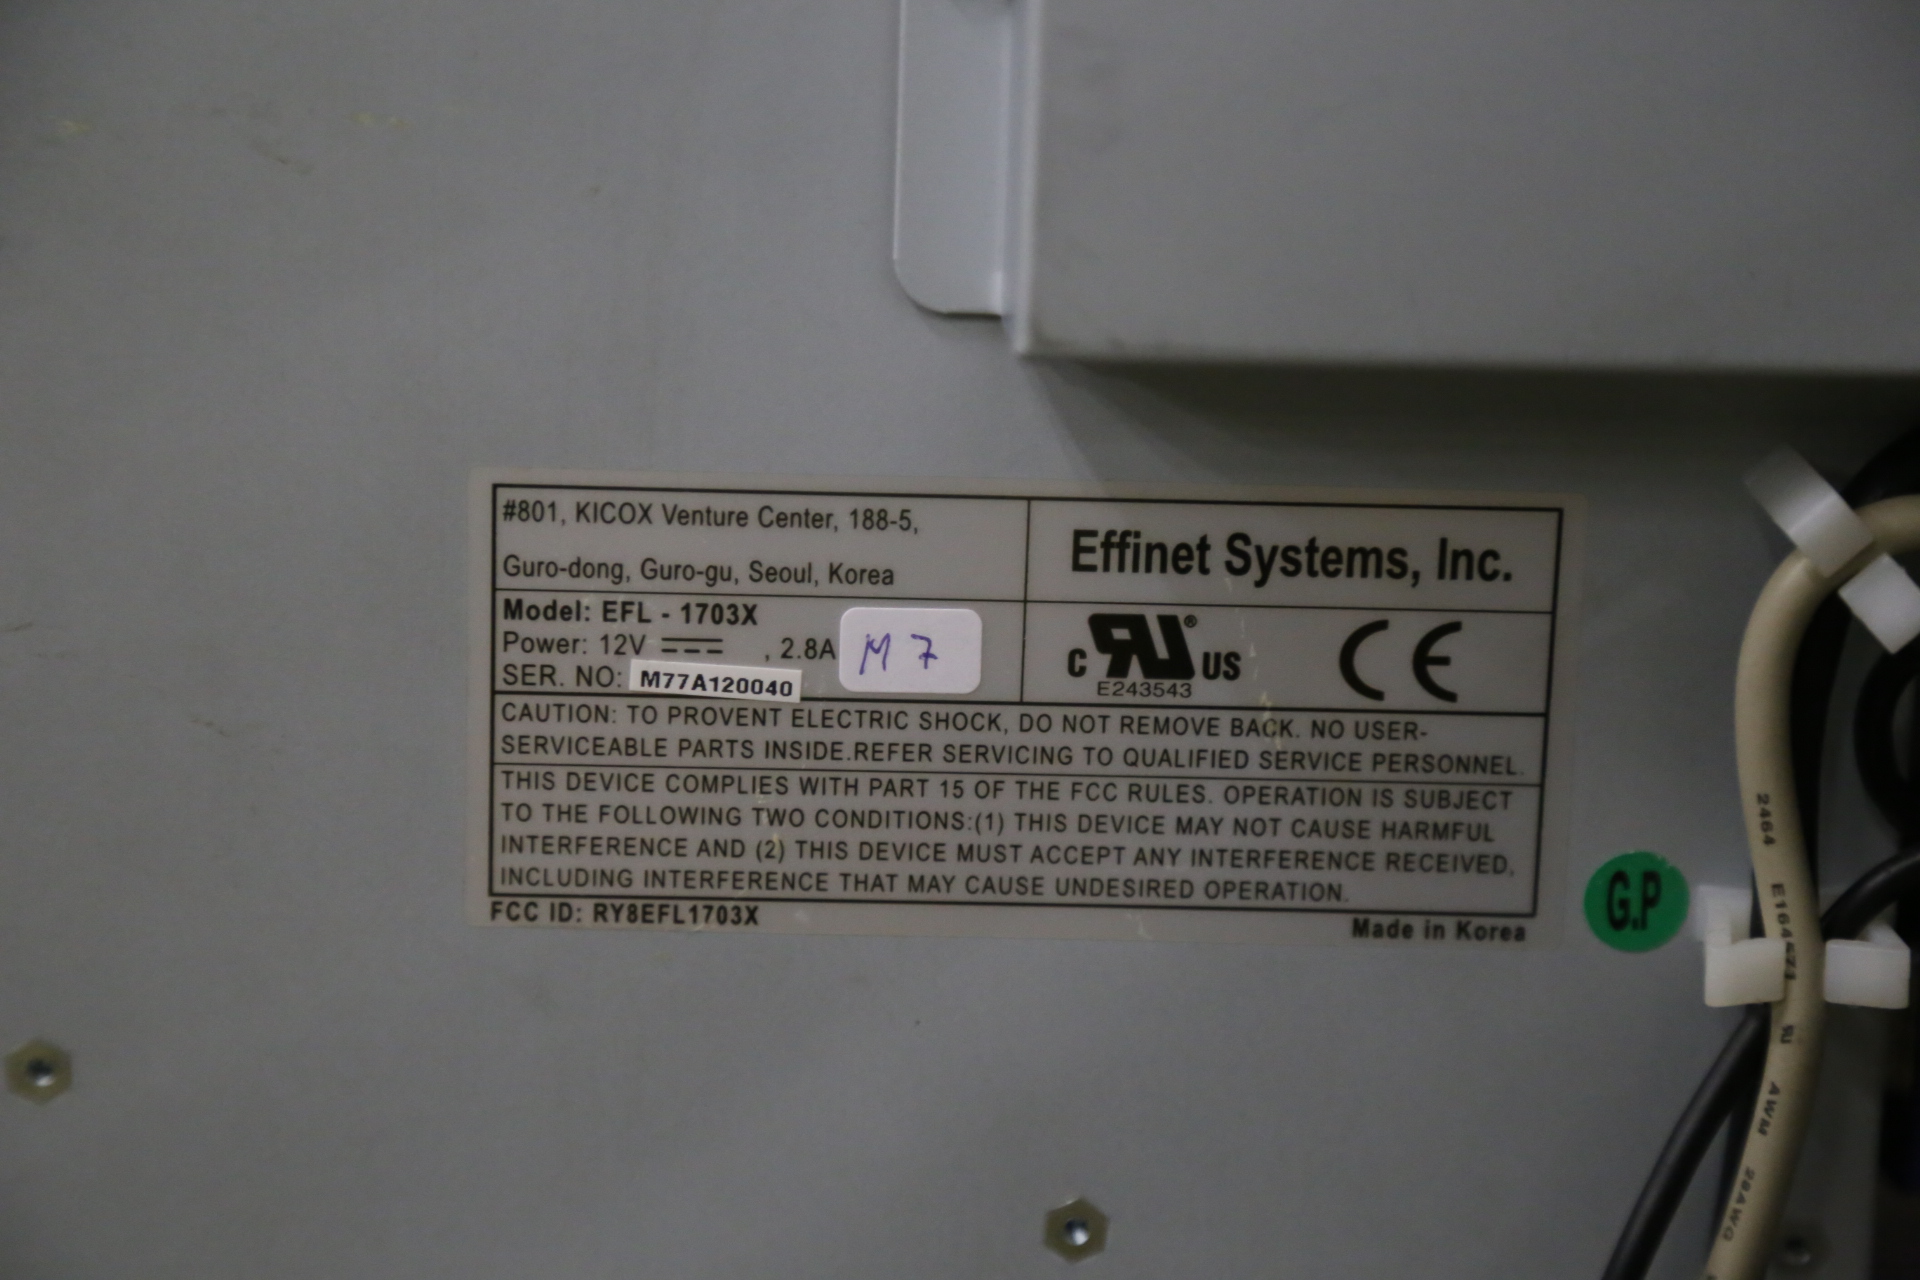 #801, KICOX Venture Center, 188-5,
Guro-dong, Guro-gu, Seoul, Korea
Effinet Systems, Inc.
Model: EFL - 1703X
Power: 12V , 2.8A
SER. NO: M77A120040
M 7
c RU ® US
E243543
CE
CAUTION: TO PROVENT ELECTRIC SHOCK, DO NOT REMOVE BACK. NO USER-
SERVICEABLE PARTS INSIDE.REFER SERVICING TO QUALIFIED SERVICE PERSONNEL.
THIS DEVICE COMPLIES WITH PART 15 OF THE FCC RULES. OPERATION IS SUBJECT
TO THE FOLLOWING TWO CONDITIONS:(1) THIS DEVICE MAY NOT CAUSE HARMFUL
INTERFERENCE AND (2) THIS DEVICE MUST ACCEPT ANY INTERFERENCE RECEIVED,
INCLUDING INTERFERENCE THAT MAY CAUSE UNDESIRED OPERATION.
FCC ID: RY8EFL1703X
Made in Korea
G.P
2464 E164571 RU AWM 28AWG